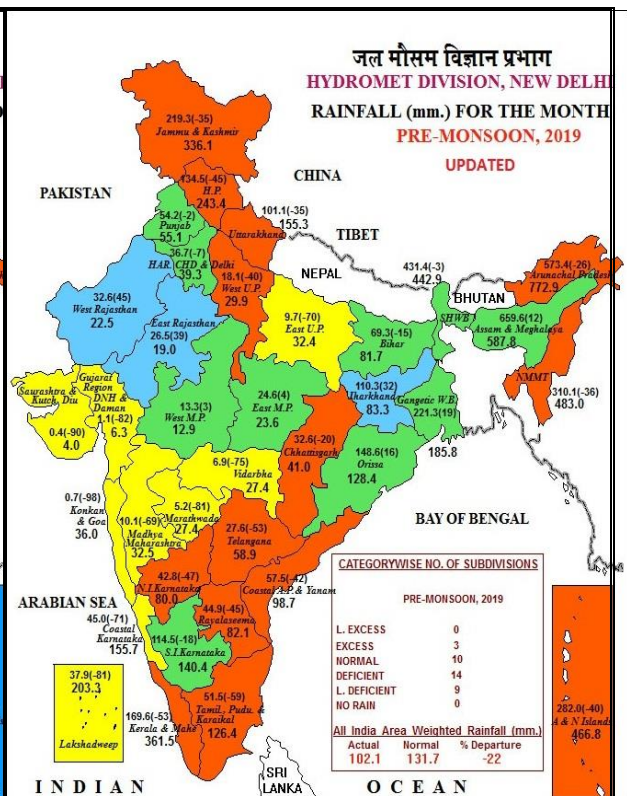 जल मौसम विज्ञान प्रभाग
HYDROMET DIVISION, NEW DELHI
RAINFALL (mm.) FOR THE MONTH
PRE-MONSOON, 2019
UPDATED
219.3(-35)
Jammu & Kashmir
336.1
CHINA
134.5(-45)
H.P.
243.4
PAKISTAN
54.2(-2)
Punjab
55.1
101.1(-35)
155.3
Uttarakhand
TIBET
36.7(-7)
HAR. CHD & Delhi
39.3
NEPAL
18.1(-40)
West U.P.
29.9
431.4(-3)
442.9
BHUTAN
573.4(-26)
Arunachal Pradesh
772.9
32.6(45)
West Rajasthan
22.5
East Rajasthan
26.5(39)
19.0
9.7(-70)
East U.P.
32.4
69.3(-15)
Bihar
81.7
SHWB
659.6(12)
Assam & Meghalaya
587.8
Saurashtra &
Kutch, Diu
0.4(-90)
4.0
Gujarat
Region
DNH &
Daman
1.1(-82)
6.3
13.3(3)
West M.P.
12.9
24.6(4)
East M.P.
23.6
110.3(32)
Jharkhand
83.3
Gangetic W.B.
221.3(19)
185.8
NMMT
310.1(-36)
483.0
32.6(-20)
Chhattisgarh
41.0
148.6(16)
Orissa
128.4
6.9(-75)
Vidarbha
27.4
0.7(-98)
Konkan
& Goa
36.0
10.1(-69)
Madhya
Maharashtra
32.5
5.2(-81)
Marathwada
27.4
27.6(-53)
Telangana
58.9
BAY OF BENGAL
42.8(-47)
N.I.Karnataka
80.0
57.5(-42)
Coastal A.P. & Yanam
98.7
ARABIAN SEA
45.0(-71)
Coastal
Karnataka
155.7
44.9(-45)
Rayalaseema
82.1
114.5(-18)
S.I.Karnataka
140.4
37.9(-81)
203.3
Lakshadweep
169.6(-53)
Kerala & Mahe
361.5
51.5(-59)
Tamil, Pudu. &
Karaikal
126.4
CATEGORYWISE NO. OF SUBDIVISIONS
PRE-MONSOON, 2019
L. EXCESS 0
EXCESS 3
NORMAL 10
DEFICIENT 14
L. DEFICIENT 9
NO RAIN 0
All India Area Weighted Rainfall (mm.)
Actual Normal % Departure
102.1 131.7 -22
282.0(-40)
A & N Islands
466.8
SRI
LANKA
INDIAN OCEAN